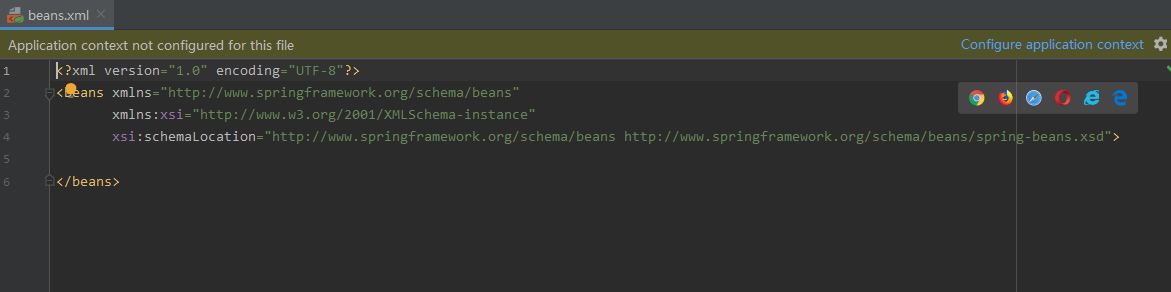 beans.xml
Application context not configured for this file
Configure application context
1 <?xml version="1.0" encoding="UTF-8"?>
2 <beans xmlns="http://www.springframework.org/schema/beans"
3 xmlns:xsi="http://www.w3.org/2001/XMLSchema-instance"
4 xsi:schemaLocation="http://www.springframework.org/schema/beans http://www.springframework.org/schema/beans/spring-beans.xsd">
5
6 </beans>